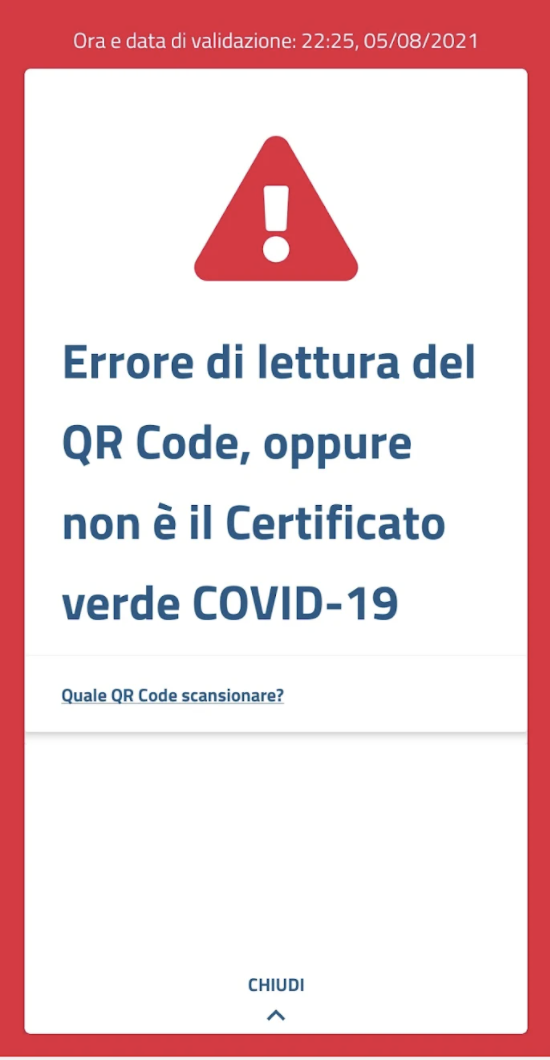 Ora e data di validazione: 22:25, 05/08/2021
Errore di lettura del
QR Code, oppure
non è il Certificato
verde COVID-19
Quale QR Code scansionare?
CHIUDI